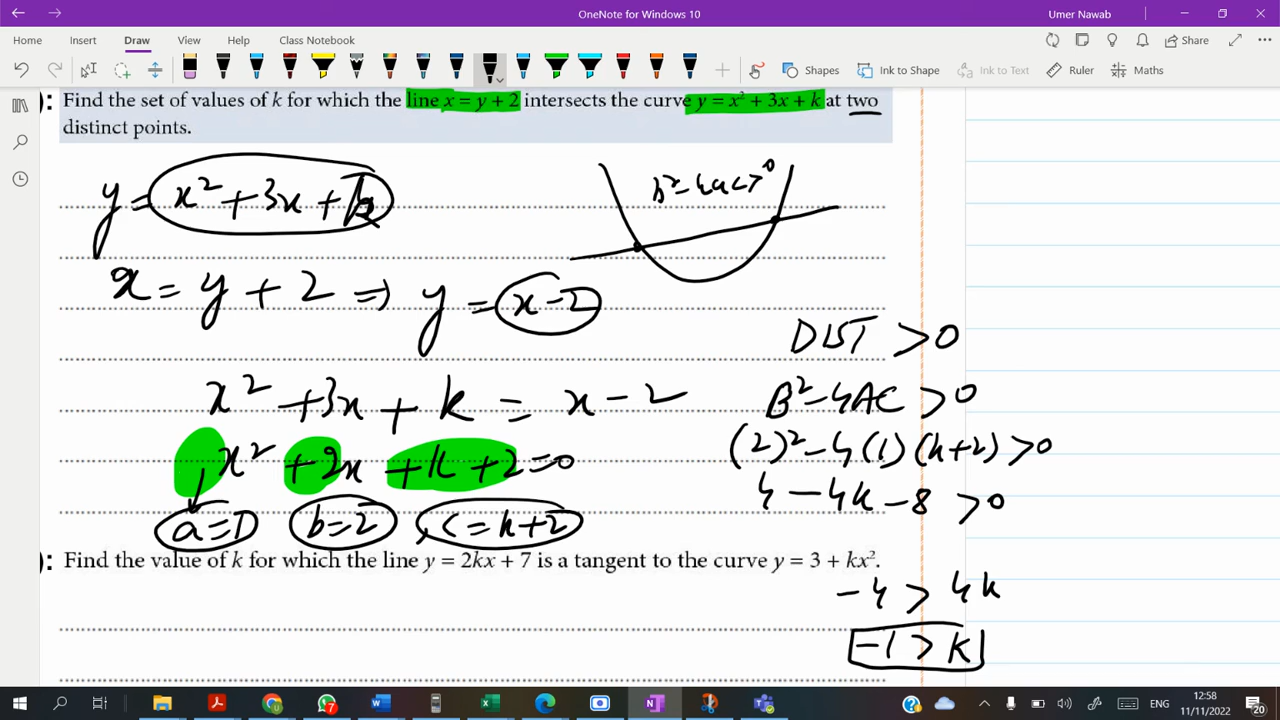 OneNote for Windows 10
Umer Nawab
Home Insert Draw View Help Class Notebook
Share
Shapes Ink to Shape Ink to Text Ruler Maths
): Find the set of values of k for which the line x = y + 2 intersects the curve y = x² + 3x + k at two
distinct points.
y = x² + 3x + k
b² - 4ac > 0
x = y + 2 ⇒ y = x - 2
DIST > 0
x² + 3x + k = x - 2
B² - 4AC > 0
x² + 2x + k + 2 = 0
(2)² - 4(1)(k+2) > 0
4 - 4k - 8 > 0
a = 1 b = 2 , c = k + 2
): Find the value of k for which the line y = 2kx + 7 is a tangent to the curve y = 3 + kx².
-4 > 4k
-1 > k
7
ENG
12:58
11/11/2022
20